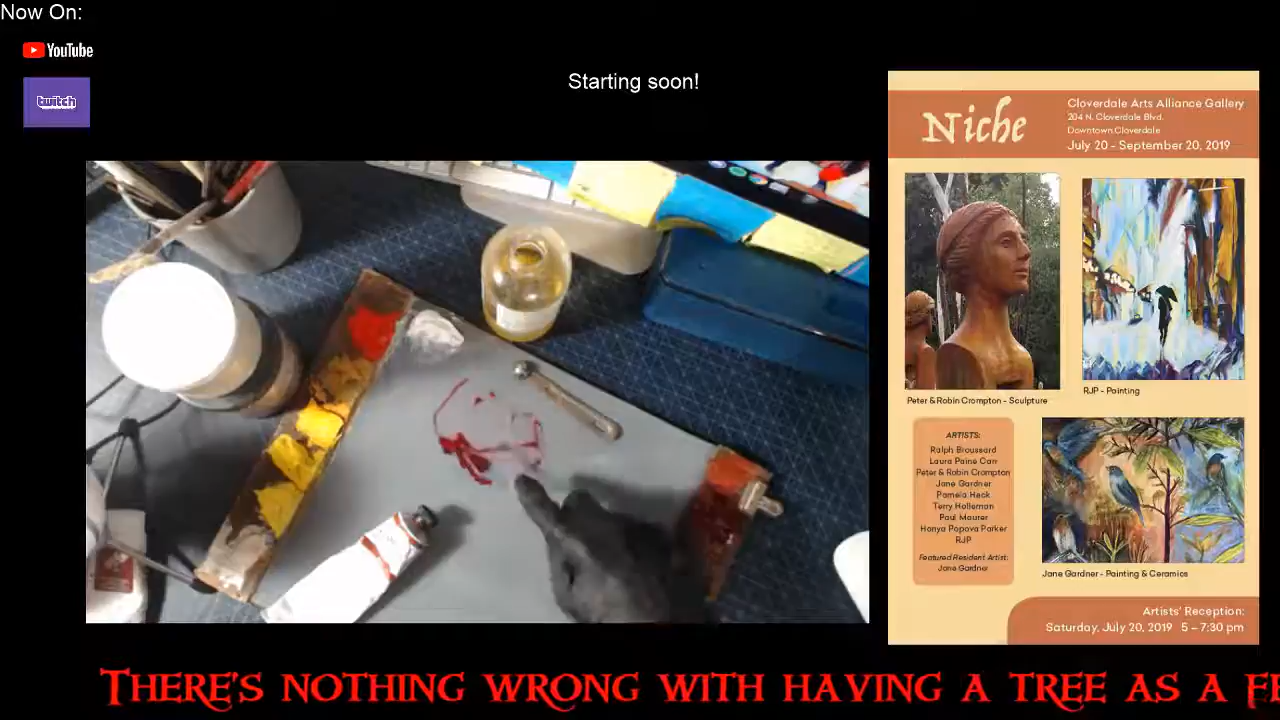 Now On:
YouTube
twitch
Starting soon!
Niche
Cloverdale Arts Alliance Gallery
204 N. Cloverdale Blvd.
Downtown Cloverdale
July 20 - September 20, 2019
Peter & Robin Crompton - Sculpture
RJP - Painting
ARTISTS:
Ralph Broussard
Laura Paine Carr
Peter & Robin Crompton
Jane Gardner
Pamela Heck
Terry Holleman
Paul Maurer
Hanya Popova Parker
RJP
Featured Resident Artist:
Jane Gardner
Jane Gardner - Painting & Ceramics
Artists' Reception:
Saturday, July 20, 2019 5 – 7:30 pm
THERE'S NOTHING WRONG WITH HAVING A TREE AS A FE